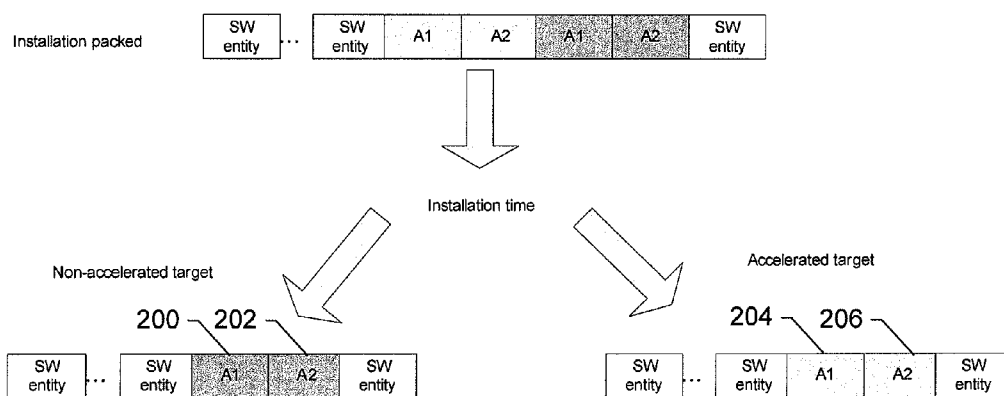 Installation packed
SW entity ... SW entity A1 A2 A1 A2 SW entity
Installation time
Non-accelerated target
Accelerated target
200 202
204 206
SW entity ... SW entity A1 A2 SW entity
SW entity ... SW entity A1 A2 SW entity